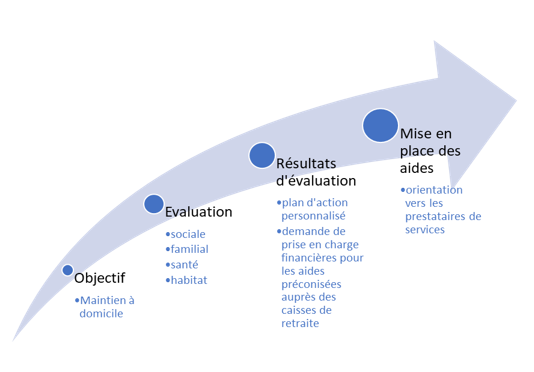 Objectif
•Maintien à
domicile
Evaluation
•sociale
•familial
•santé
•habitat
Résultats
d'évaluation
•plan d'action
personnalisé
•demande de
prise en charge
financières pour
les aides
préconisées
auprès des
caisses de
retraite
Mise en
place des
aides
•orientation
vers les
prestataires de
services